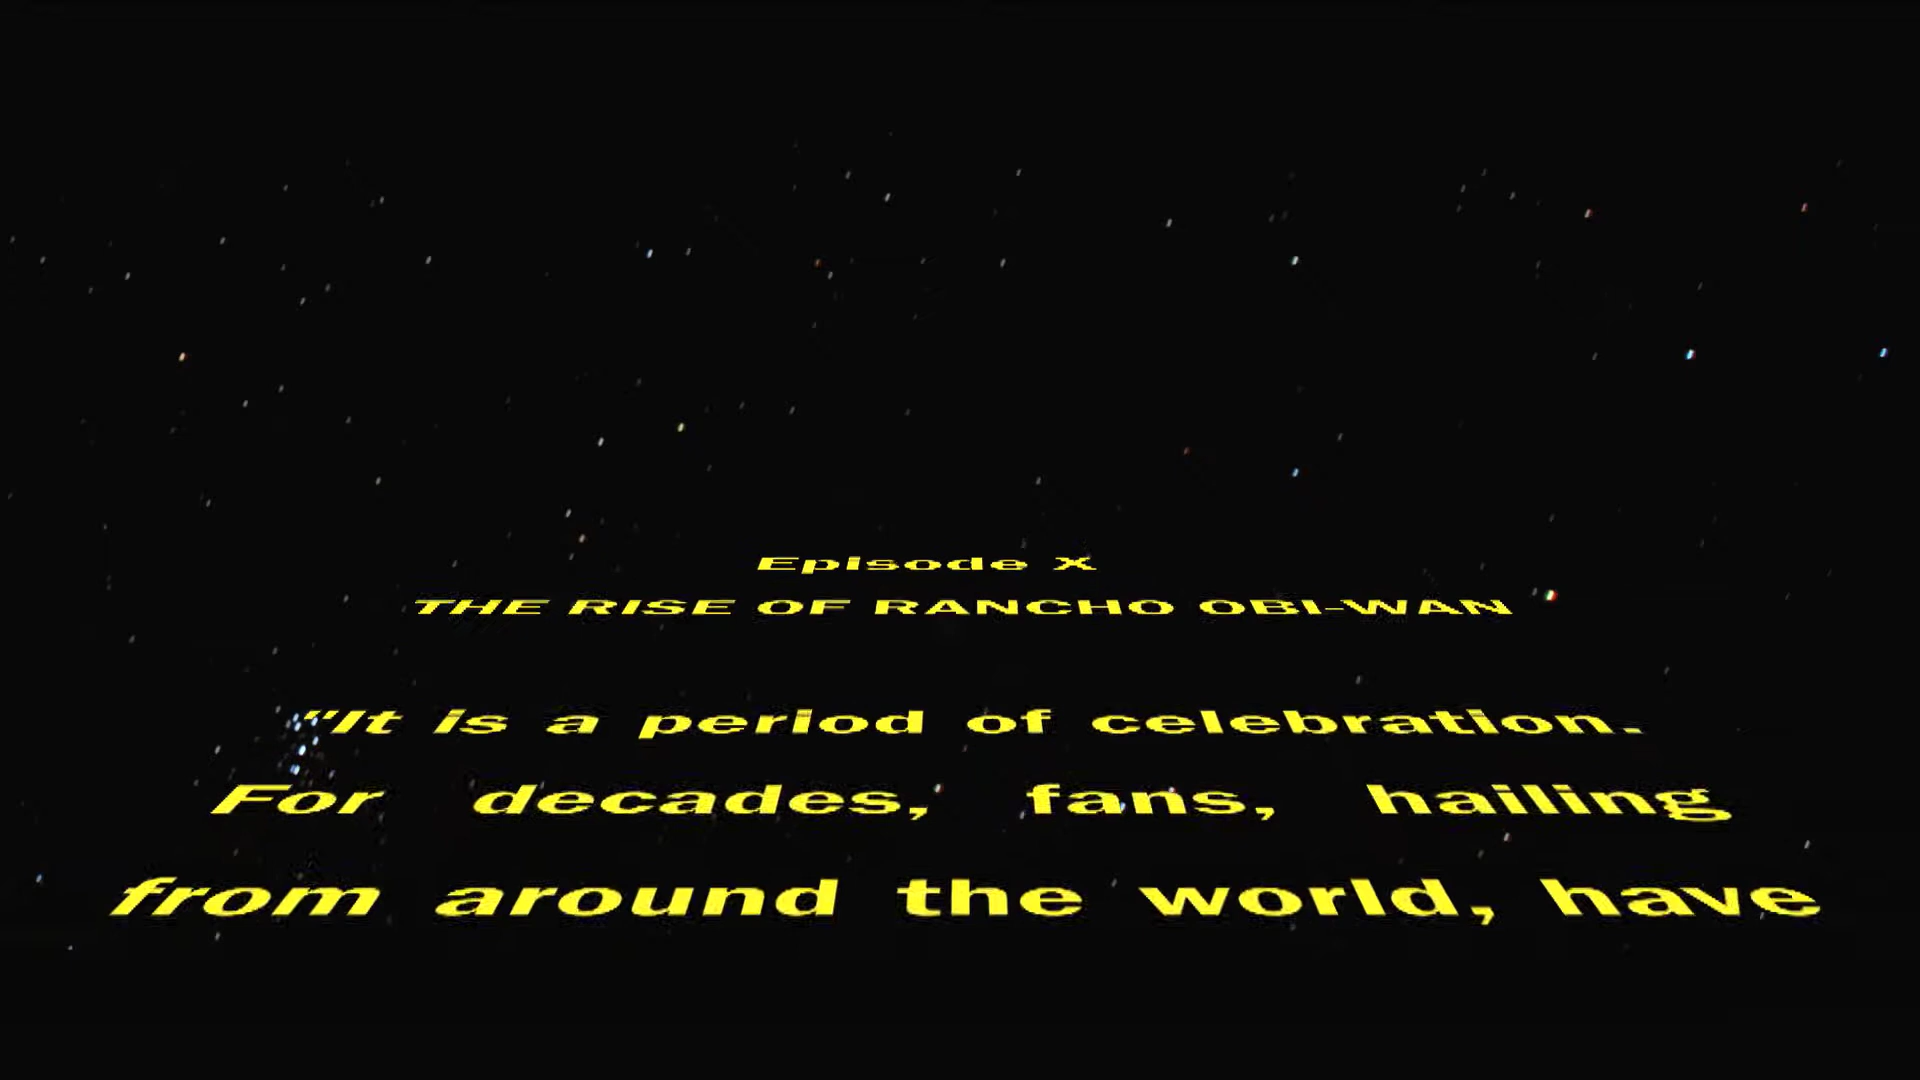 Episode X
THE RISE OF RANCHO OBI-WAN
"It is a period of celebration.
For decades, fans, hailing
from around the world, have